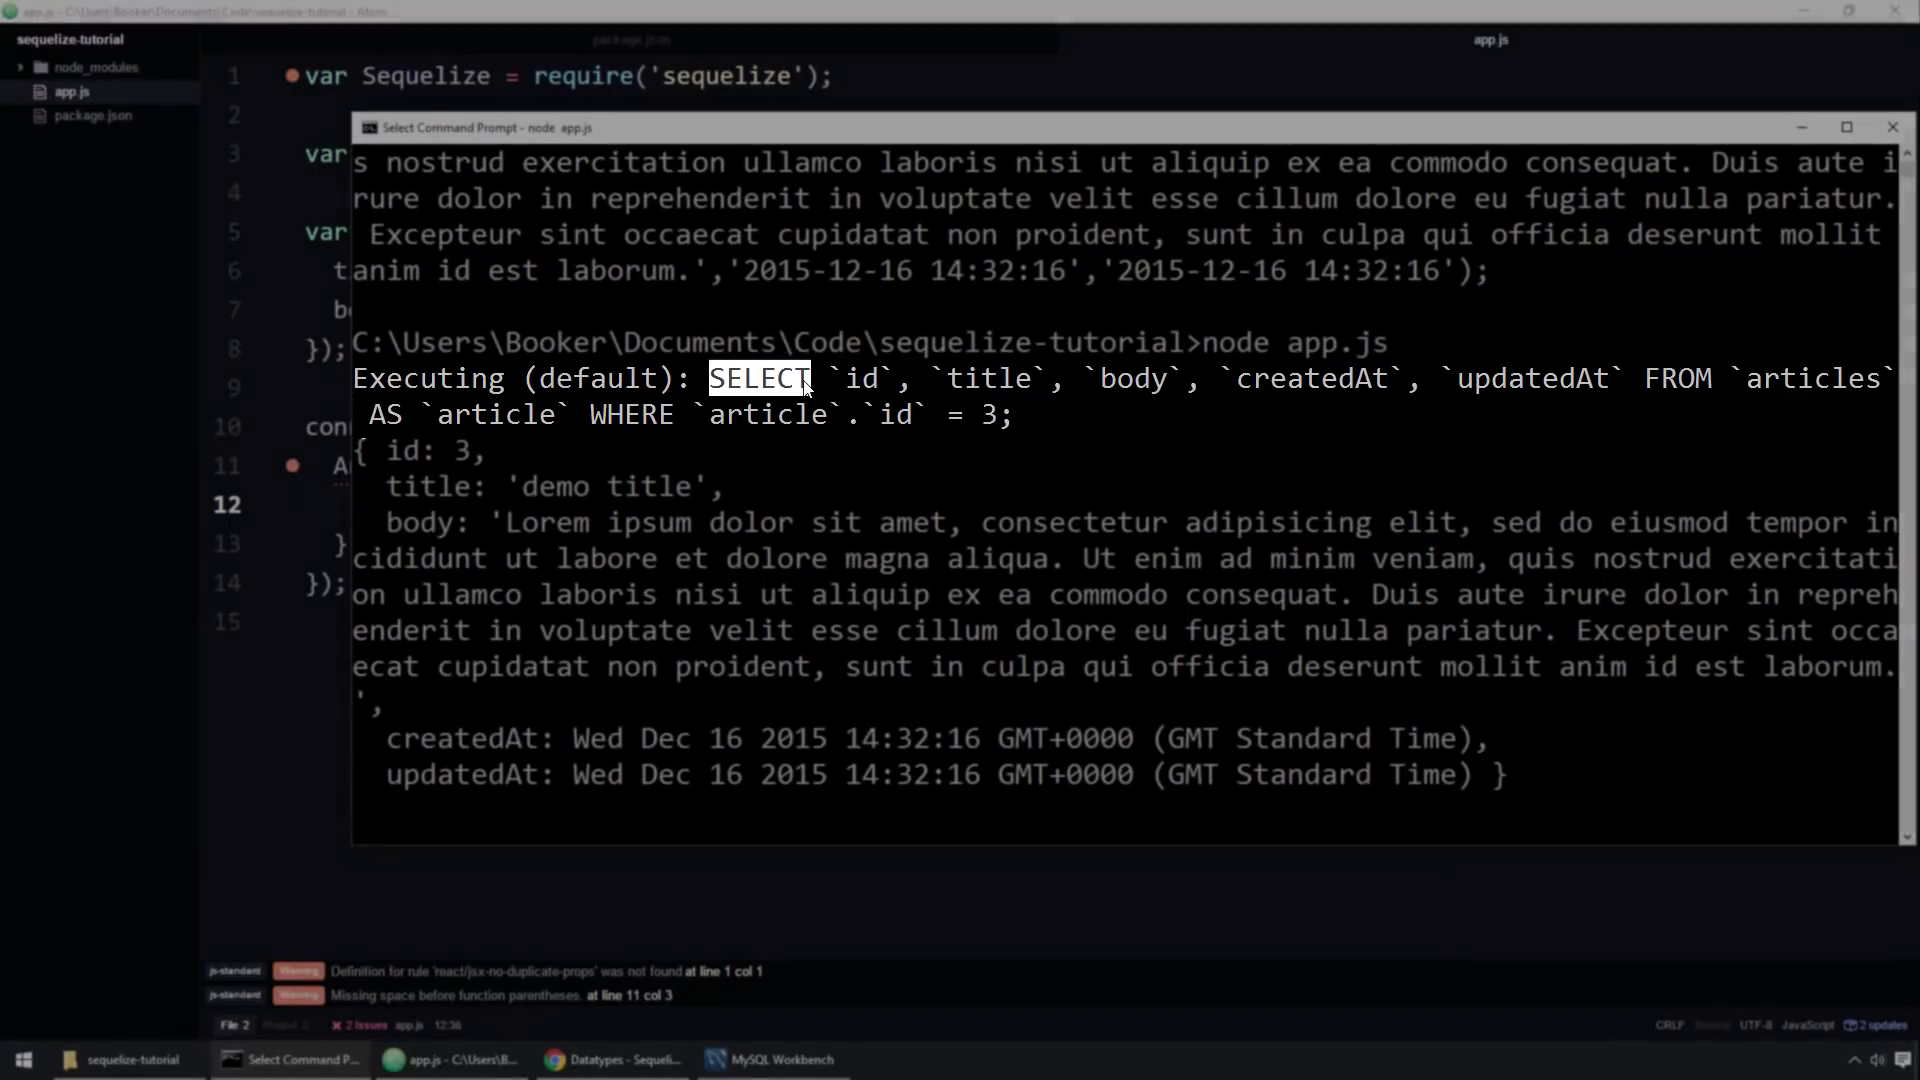 app.js - C:\Users\Booker\Documents\Code\sequelize-tutorial - Atom
sequelize-tutorial
package.json
app.js
node_modules
app.js
package.json
1 var Sequelize = require('sequelize');
2
3 var
4
5 var
6 t
7 b
8 });
9
10 con
11 A
12
13 }
14 });
15
Select Command Prompt - node  app.js
s nostrud exercitation ullamco laboris nisi ut aliquip ex ea commodo consequat. Duis aute i
rure dolor in reprehenderit in voluptate velit esse cillum dolore eu fugiat nulla pariatur.
Excepteur sint occaecat cupidatat non proident, sunt in culpa qui officia deserunt mollit
anim id est laborum.','2015-12-16 14:32:16','2015-12-16 14:32:16');
C:\Users\Booker\Documents\Code\sequelize-tutorial>node app.js
Executing (default): SELECT `id`, `title`, `body`, `createdAt`, `updatedAt` FROM `articles`
AS `article` WHERE `article`.`id` = 3;
{ id: 3,
title: 'demo title',
body: 'Lorem ipsum dolor sit amet, consectetur adipisicing elit, sed do eiusmod tempor in
cididunt ut labore et dolore magna aliqua. Ut enim ad minim veniam, quis nostrud exercitati
on ullamco laboris nisi ut aliquip ex ea commodo consequat. Duis aute irure dolor in repreh
enderit in voluptate velit esse cillum dolore eu fugiat nulla pariatur. Excepteur sint occa
ecat cupidatat non proident, sunt in culpa qui officia deserunt mollit anim id est laborum.
',
createdAt: Wed Dec 16 2015 14:32:16 GMT+0000 (GMT Standard Time),
updatedAt: Wed Dec 16 2015 14:32:16 GMT+0000 (GMT Standard Time) }
js-standard Warning Definition for rule 'react/jsx-no-duplicate-props' was not found at line 1 col 1
js-standard Warning Missing space before function parentheses. at line 11 col 3
File 2 Project 2 2 Issues app.js 12:36 CRLF UTF-8 JavaScript 2 updates
sequelize-tutorial Select Command P... app.js - C:\Users\B... Datatypes - Sequeli... MySQL Workbench